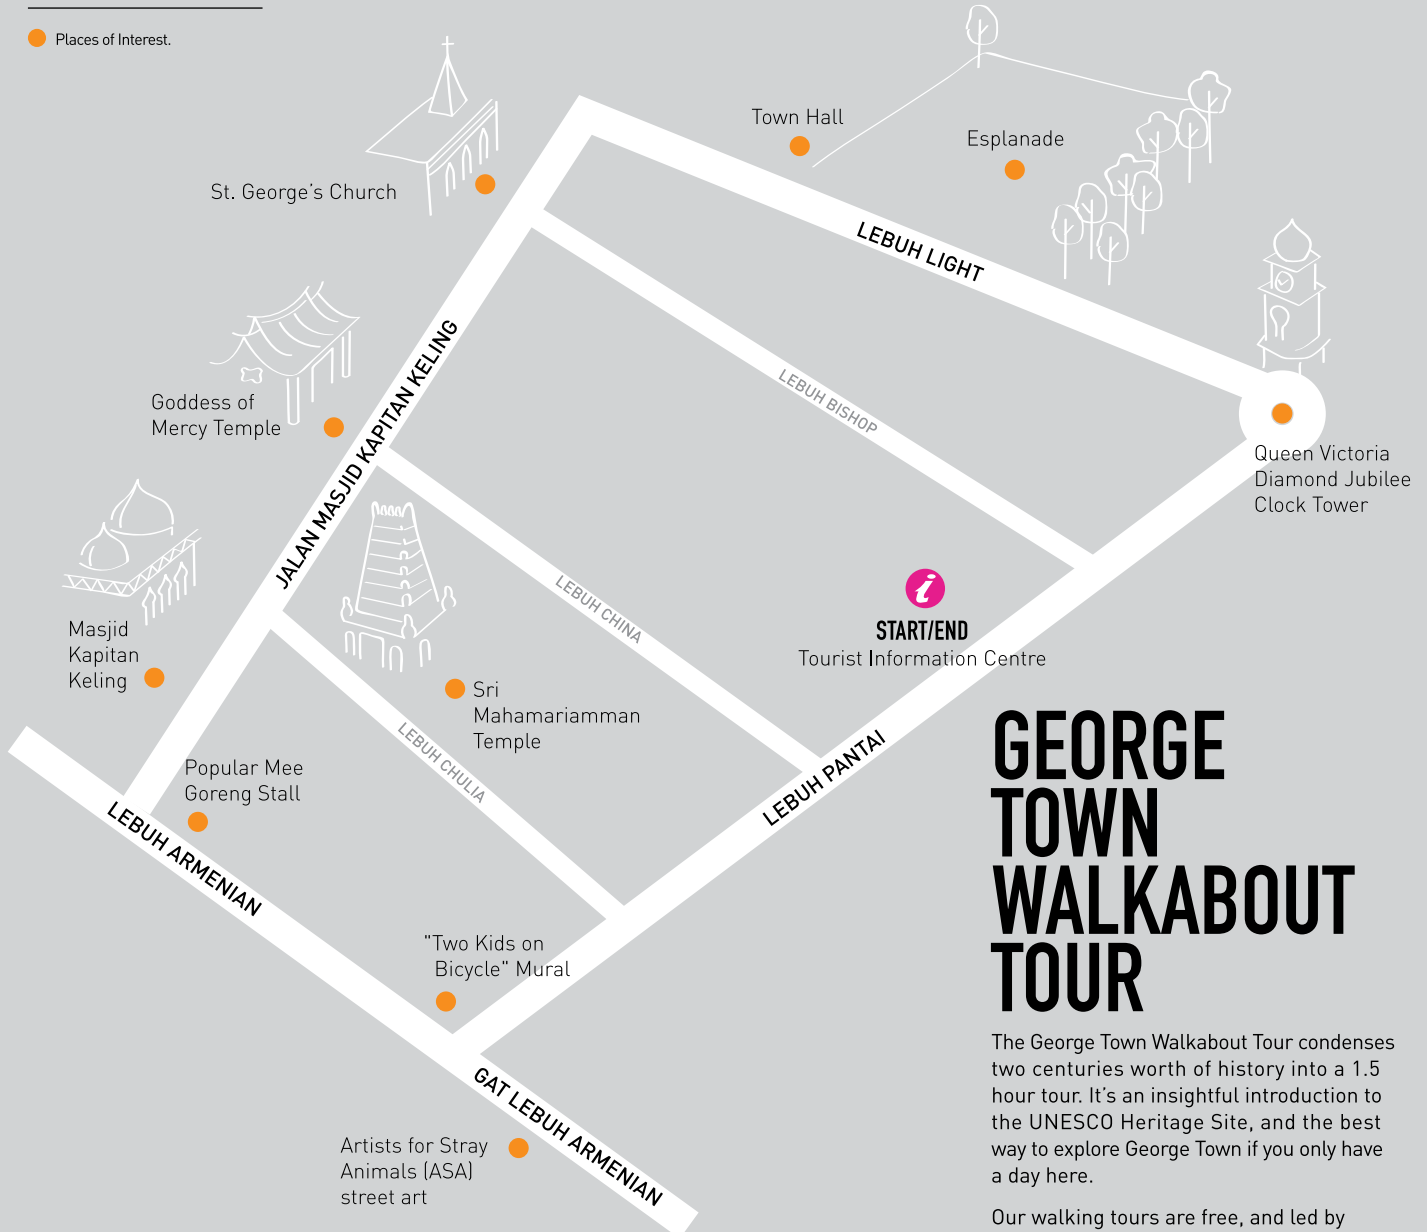 Places of Interest.
Town Hall
Esplanade
St. George's Church
LEBUH LIGHT
JALAN MASJID KAPITAN KELING
LEBUH BISHOP
Goddess of
Mercy Temple
Queen Victoria
Diamond Jubilee
Clock Tower
LEBUH CHINA
i
START/END
Tourist Information Centre
Masjid
Kapitan
Keling
Sri
Mahamariamman
Temple
LEBUH CHULIA
LEBUH PANTAI
Popular Mee
Goreng Stall
LEBUH ARMENIAN
"Two Kids on
Bicycle" Mural
GAT LEBUH ARMENIAN
Artists for Stray
Animals (ASA)
street art
GEORGE
TOWN
WALKABOUT
TOUR
The George Town Walkabout Tour condenses
two centuries worth of history into a 1.5
hour tour. It's an insightful introduction to
the UNESCO Heritage Site, and the best
way to explore George Town if you only have
a day here.
Our walking tours are free, and led by